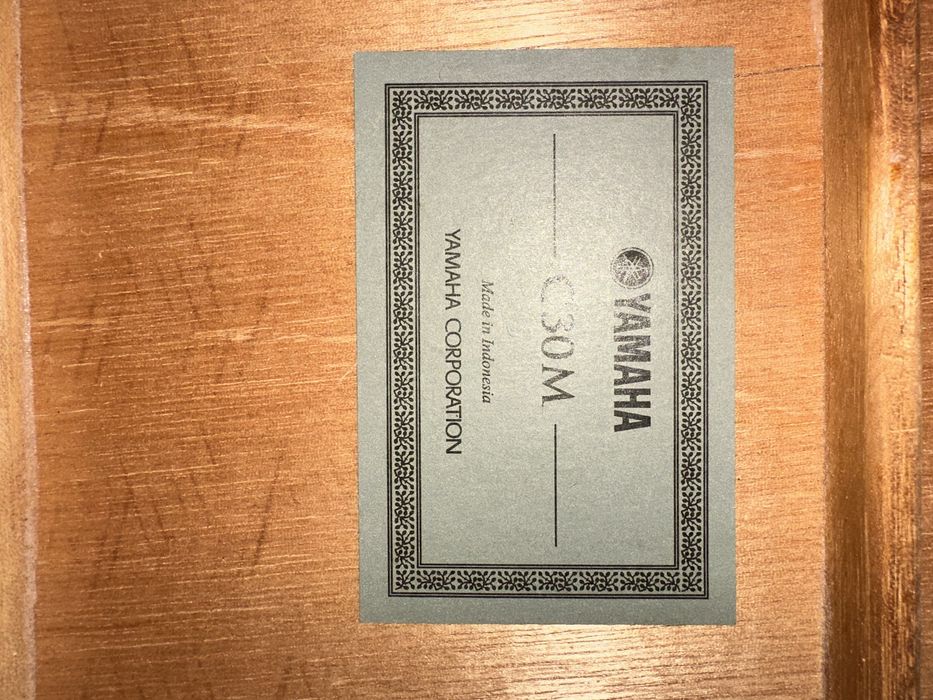 YAMAHA
C30M
Made in Indonesia
YAMAHA CORPORATION